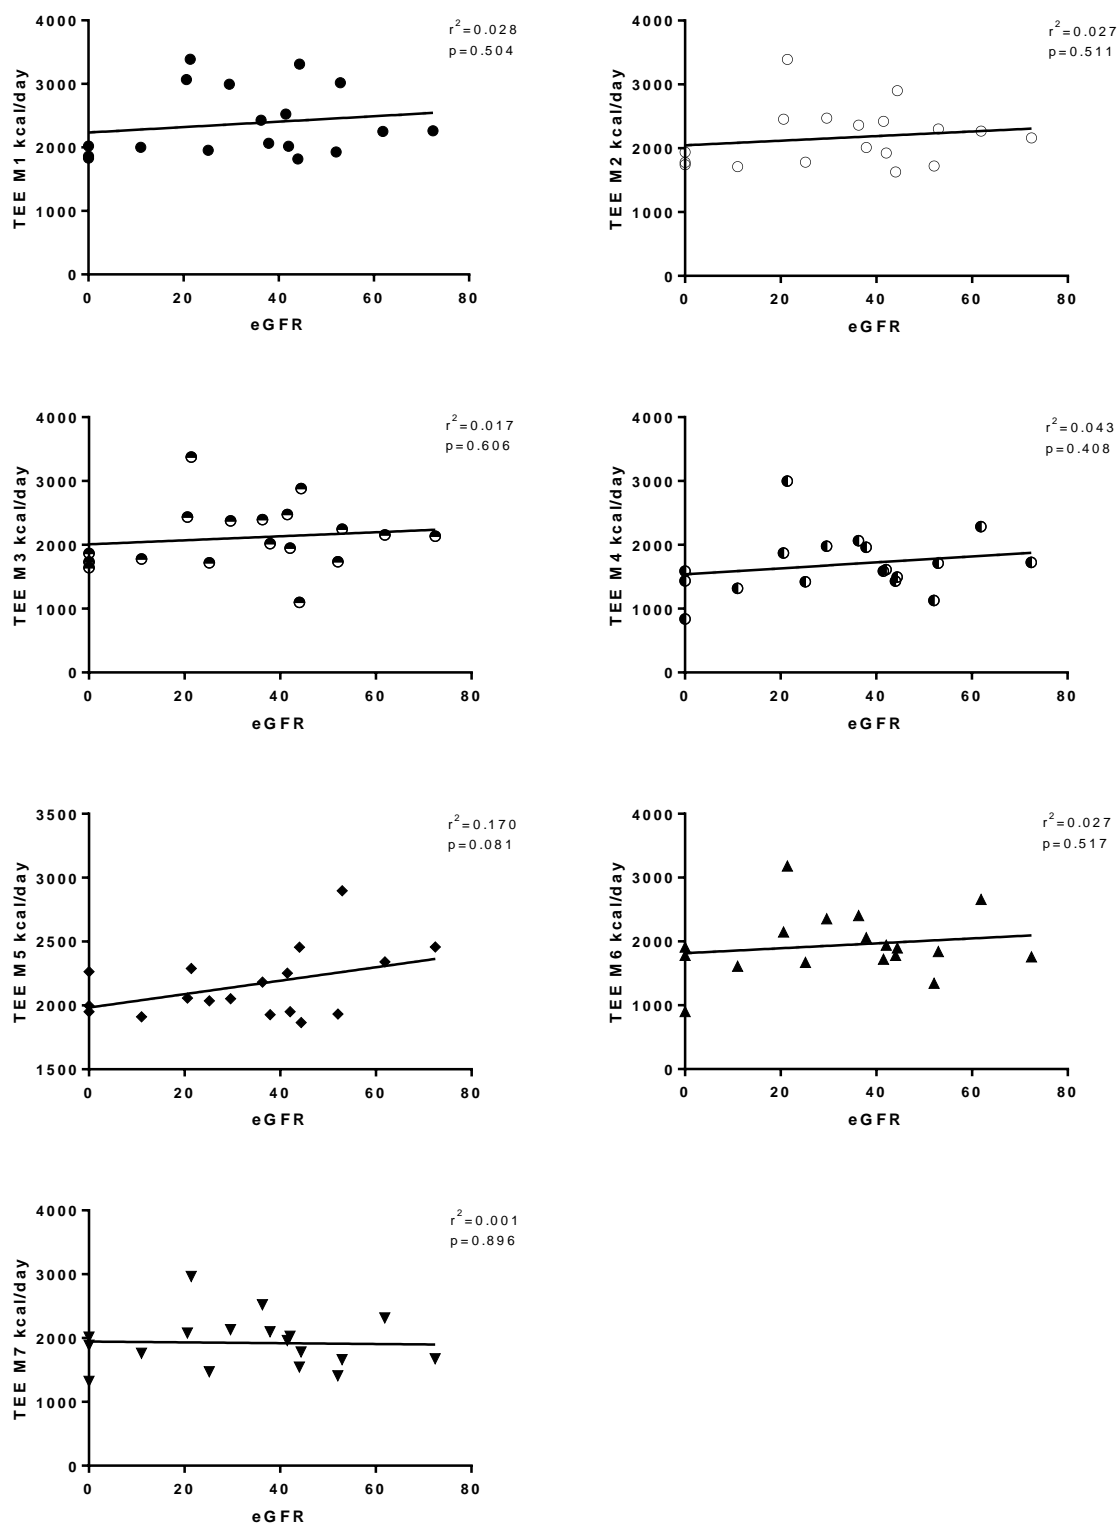 4000
3000
2000
1000
0
0 20 40 60 80
eGFR
TEE M1 kcal/day
r²=0.028
p=0.504
4000
3000
2000
1000
0
0 20 40 60 80
eGFR
TEE M2 kcal/day
r²=0.027
p=0.511
4000
3000
2000
1000
0
0 20 40 60 80
eGFR
TEE M3 kcal/day
r²=0.017
p=0.606
4000
3000
2000
1000
0
0 20 40 60 80
eGFR
TEE M4 kcal/day
r²=0.043
p=0.408
3500
3000
2500
2000
1500
0 20 40 60 80
eGFR
TEE M5 kcal/day
r²=0.170
p=0.081
4000
3000
2000
1000
0
0 20 40 60 80
eGFR
TEE M6 kcal/day
r²=0.027
p=0.517
4000
3000
2000
1000
0
0 20 40 60 80
eGFR
TEE M7 kcal/day
r²=0.001
p=0.896